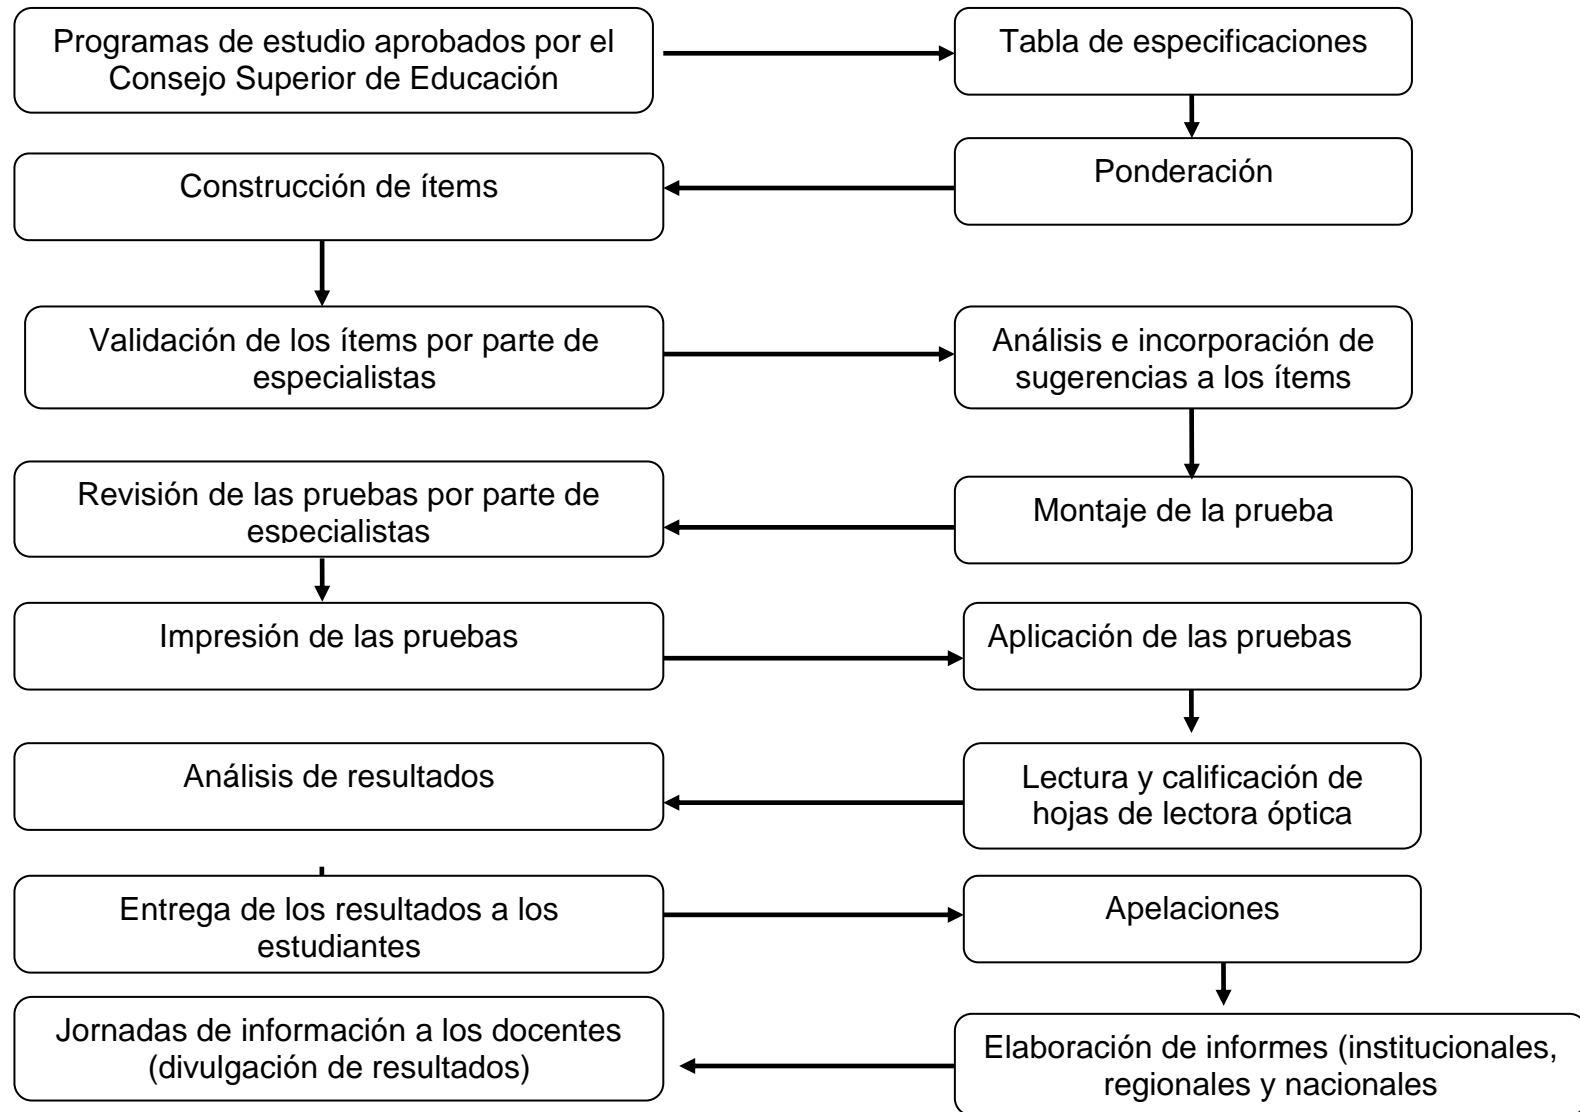 Programas de estudio aprobados por el
Consejo Superior de Educación
Tabla de especificaciones
Ponderación
Construcción de ítems
Validación de los ítems por parte de
especialistas
Análisis e incorporación de
sugerencias a los ítems
Montaje de la prueba
Revisión de las pruebas por parte de
especialistas
Impresión de las pruebas
Aplicación de las pruebas
Lectura y calificación de
hojas de lectora óptica
Análisis de resultados
Entrega de los resultados a los
estudiantes
Apelaciones
Elaboración de informes (institucionales,
regionales y nacionales
Jornadas de información a los docentes
(divulgación de resultados)